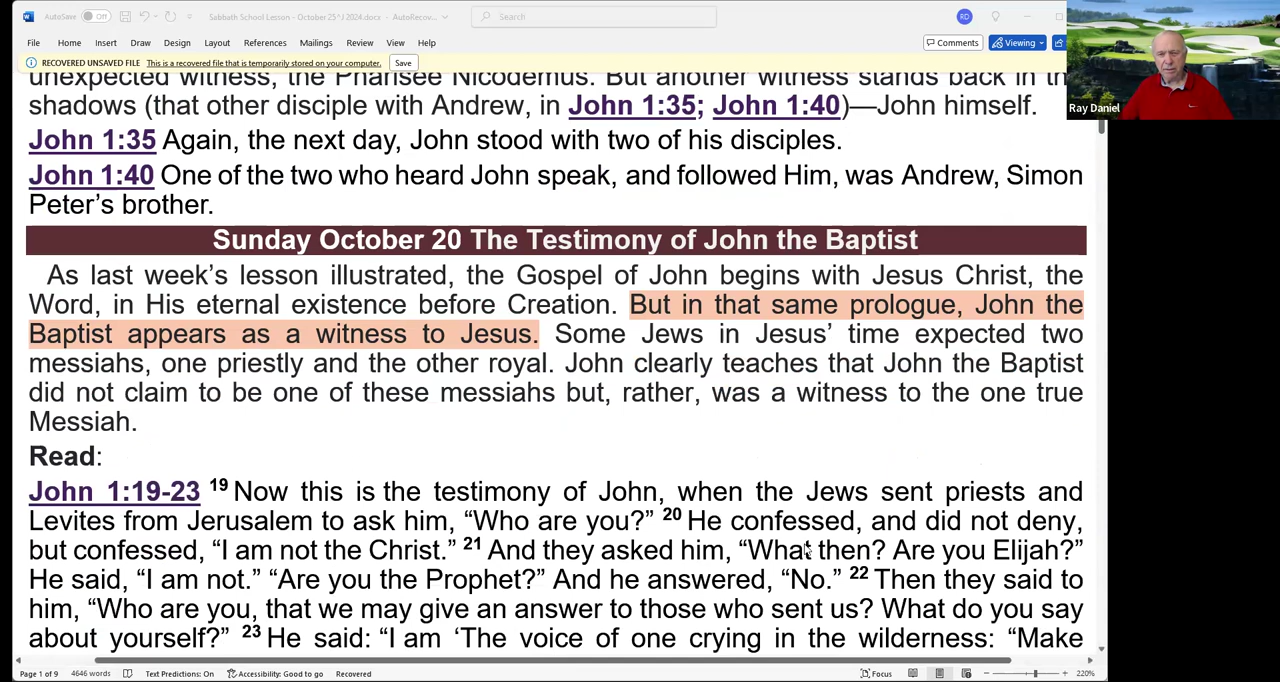 AutoSave Off Sabbath School Lesson - October 25^J 2024.docx - AutoRecov... Search RD
File Home Insert Draw Design Layout References Mailings Review View Help Comments Viewing
RECOVERED UNSAVED FILE This is a recovered file that is temporarily stored on your computer. Save
Ray Daniel
unexpected witness, the Pharisee Nicodemus. But another witness stands back in th
shadows (that other disciple with Andrew, in John 1:35; John 1:40)—John himself.
John 1:35 Again, the next day, John stood with two of his disciples.
John 1:40 One of the two who heard John speak, and followed Him, was Andrew, Simon
Peter's brother.
Sunday October 20 The Testimony of John the Baptist
As last week's lesson illustrated, the Gospel of John begins with Jesus Christ, the
Word, in His eternal existence before Creation. But in that same prologue, John the
Baptist appears as a witness to Jesus. Some Jews in Jesus' time expected two
messiahs, one priestly and the other royal. John clearly teaches that John the Baptist
did not claim to be one of these messiahs but, rather, was a witness to the one true
Messiah.
Read:
John 1:19-23 19 Now this is the testimony of John, when the Jews sent priests and
Levites from Jerusalem to ask him, “Who are you?” 20 He confessed, and did not deny,
but confessed, “I am not the Christ.” 21 And they asked him, “What then? Are you Elijah?”
He said, “I am not.” “Are you the Prophet?” And he answered, “No.” 22 Then they said to
him, “Who are you, that we may give an answer to those who sent us? What do you say
about yourself?” 23 He said: “I am ‘The voice of one crying in the wilderness: “Make
Page 1 of 9 4646 words Text Predictions: On Accessibility: Good to go Recovered Focus 220%